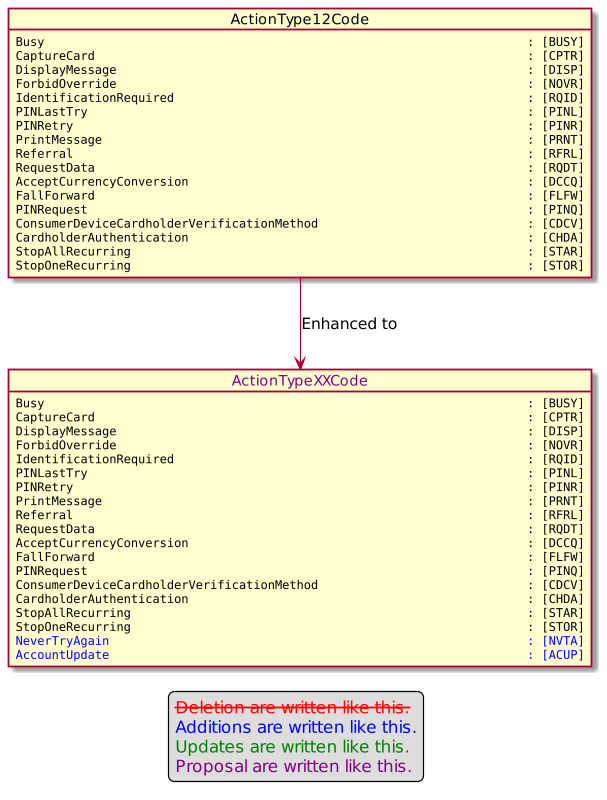 ActionType12Code
Busy : [BUSY]
CaptureCard : [CPTR]
DisplayMessage : [DISP]
ForbidOverride : [NOVR]
IdentificationRequired : [RQID]
PINLastTry : [PINL]
PINRetry : [PINR]
PrintMessage : [PRNT]
Referral : [RFRL]
RequestData : [RQDT]
AcceptCurrencyConversion : [DCCQ]
FallForward : [FLFW]
PINRequest : [PINQ]
ConsumerDeviceCardholderVerificationMethod : [CDCV]
CardholderAuthentication : [CHDA]
StopAllRecurring : [STAR]
StopOneRecurring : [STOR]
Enhanced to
ActionTypeXXCode
Busy : [BUSY]
CaptureCard : [CPTR]
DisplayMessage : [DISP]
ForbidOverride : [NOVR]
IdentificationRequired : [RQID]
PINLastTry : [PINL]
PINRetry : [PINR]
PrintMessage : [PRNT]
Referral : [RFRL]
RequestData : [RQDT]
AcceptCurrencyConversion : [DCCQ]
FallForward : [FLFW]
PINRequest : [PINQ]
ConsumerDeviceCardholderVerificationMethod : [CDCV]
CardholderAuthentication : [CHDA]
StopAllRecurring : [STAR]
StopOneRecurring : [STOR]
NeverTryAgain : [NVTA]
AccountUpdate : [ACUP]
Deletion are written like this.
Additions are written like this.
Updates are written like this.
Proposal are written like this.